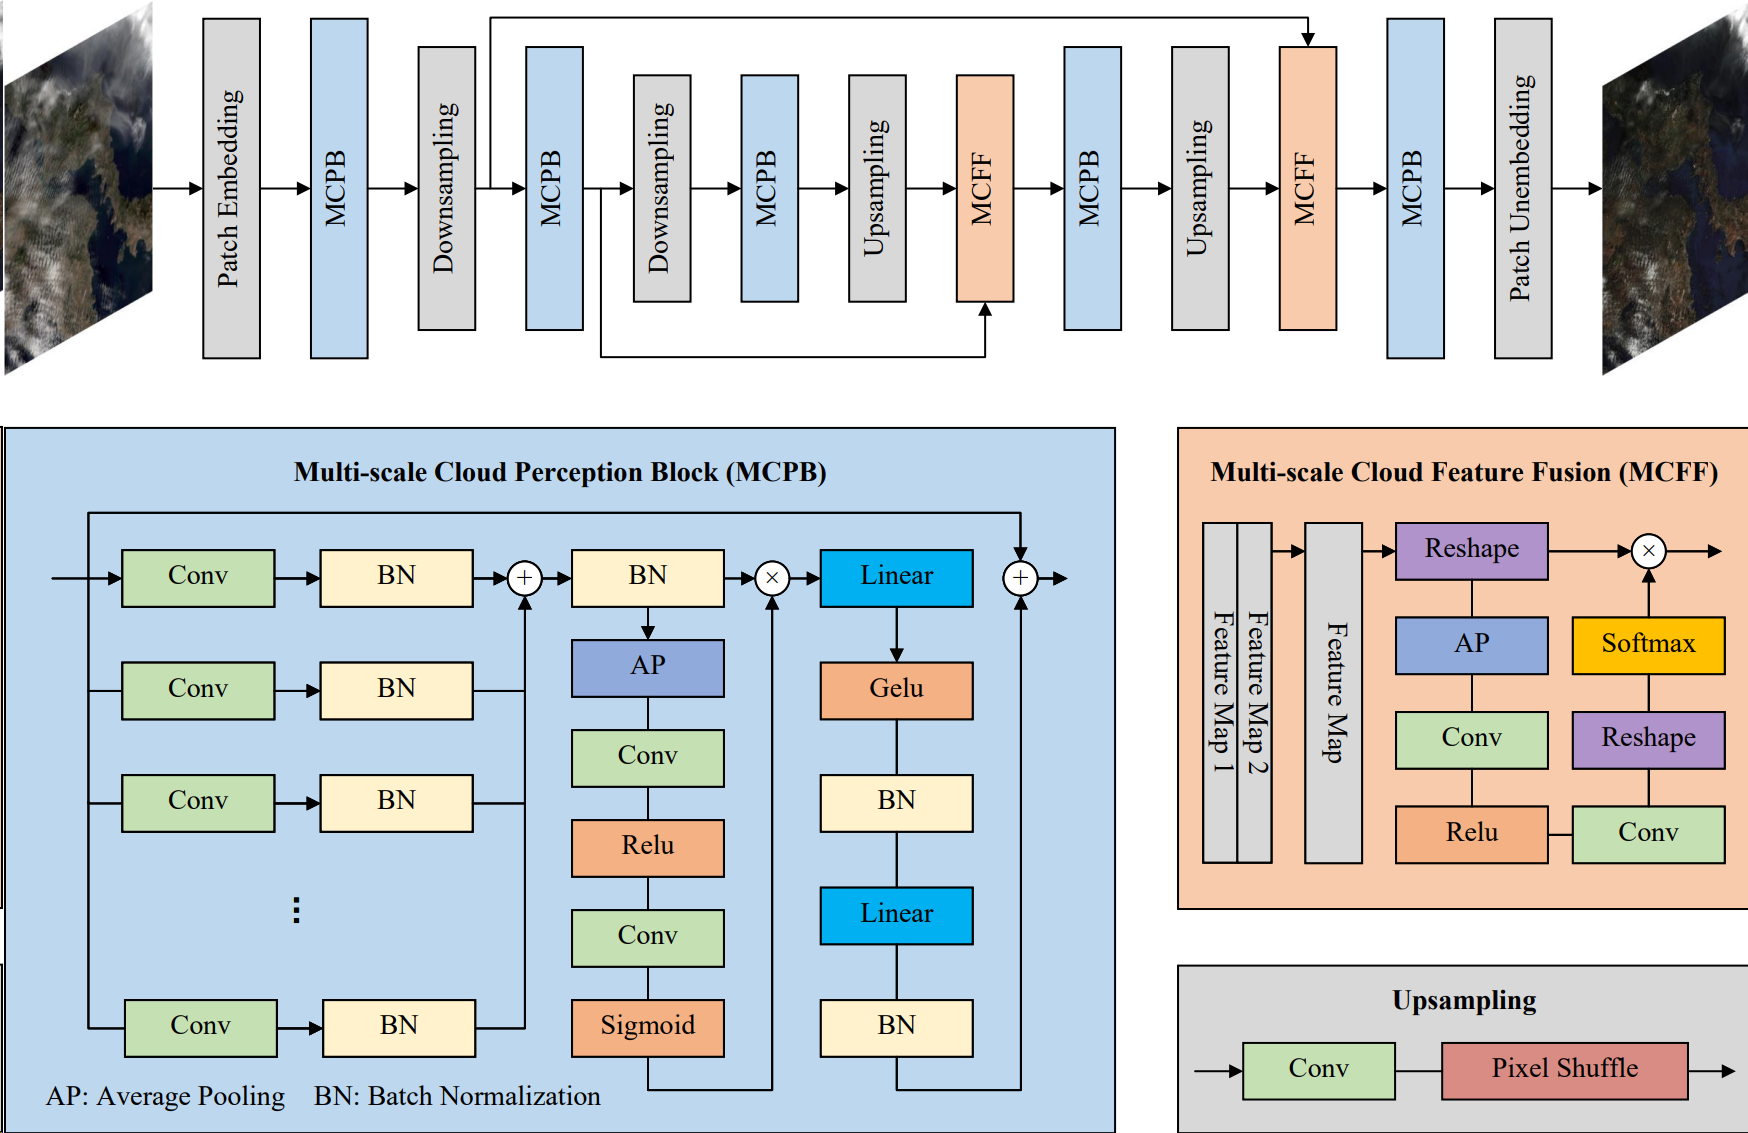 Patch Embedding
MCPB
Downsampling
MCPB
Downsampling
MCPB
Upsampling
MCFF
MCPB
Upsampling
MCFF
MCPB
Patch Unembedding
Multi-scale Cloud Perception Block (MCPB)
Conv
BN
+
BN
×
Linear
+
AP
Conv
BN
Gelu
Conv
Conv
BN
Relu
BN
Conv
Linear
Conv
BN
Sigmoid
BN
AP: Average Pooling BN: Batch Normalization
Multi-scale Cloud Feature Fusion (MCFF)
Feature Map 1
Feature Map 2
Feature Map
Reshape
×
AP
Softmax
Conv
Reshape
Relu
Conv
Upsampling
Conv
Pixel Shuffle